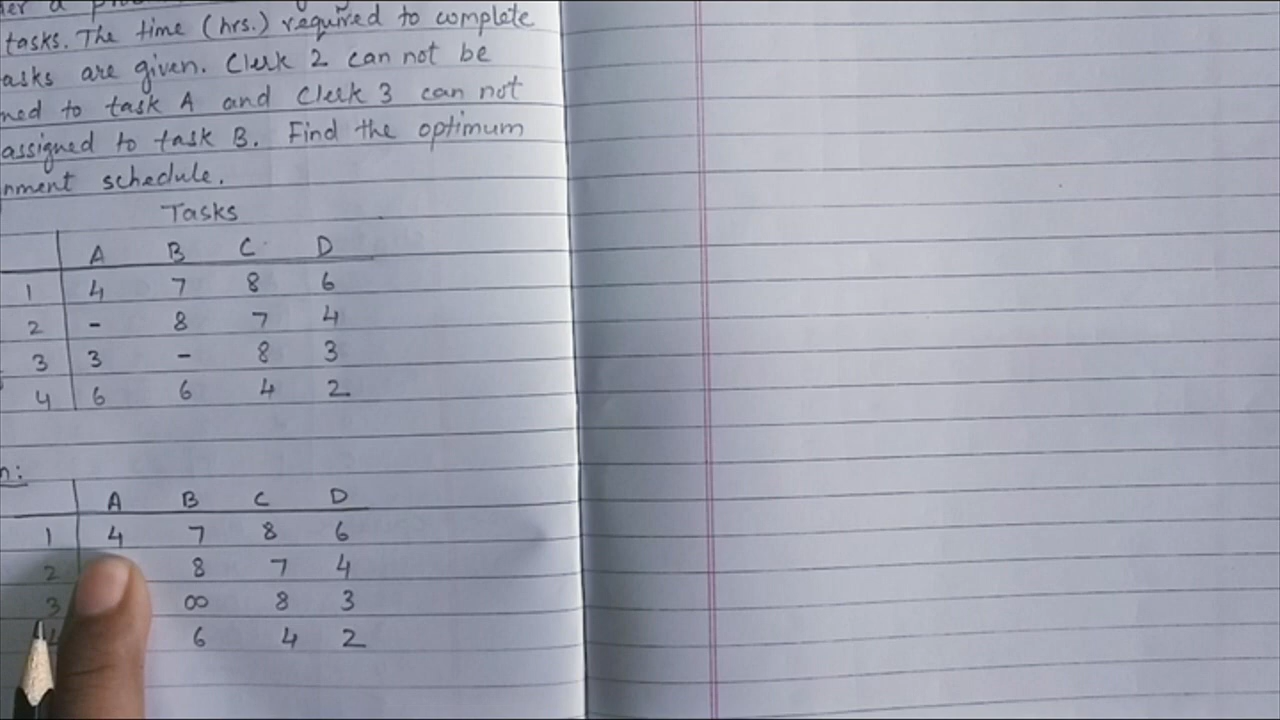 er a
tasks. The time (hrs.) required to complete
asks are given. Clerk 2 can not be
ned to task A and Clerk 3 can not
assigned to task B. Find the optimum
nment schedule.
Tasks
A B C D
1 4 7 8 6
2 - 8 7 4
3 3 - 8 3
4 6 6 4 2
n:
A B C D
1 4 7 8 6
2 8 7 4
3 ∞ 8 3
6 4 2